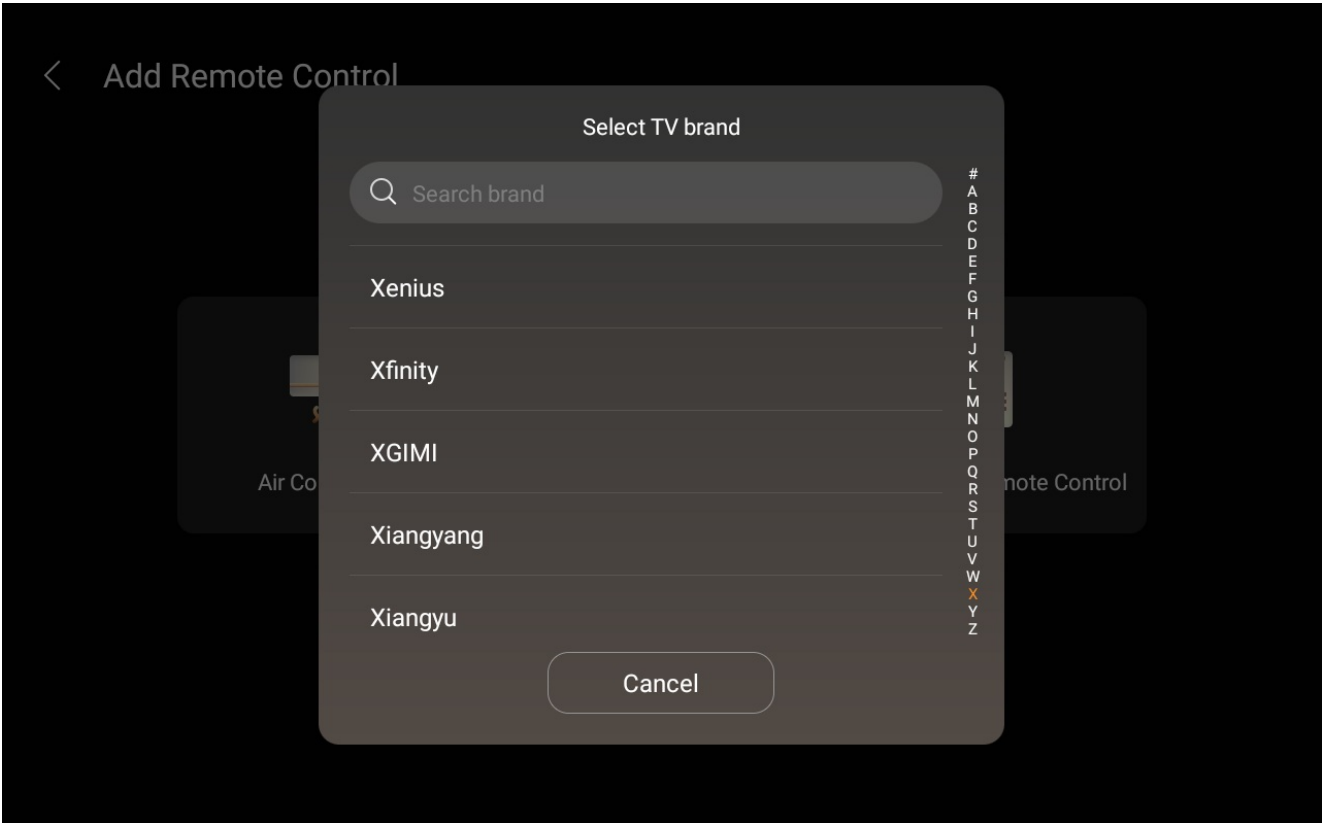 Add Remote Control
Select TV brand
Search brand
Xenius
Xfinity
XGIMI
Xiangyang
Xiangyu
Cancel
#
A
B
C
D
E
F
G
H
I
J
K
L
M
N
O
P
Q
R
S
T
U
V
W
X
Y
Z
Air Co
mote Control